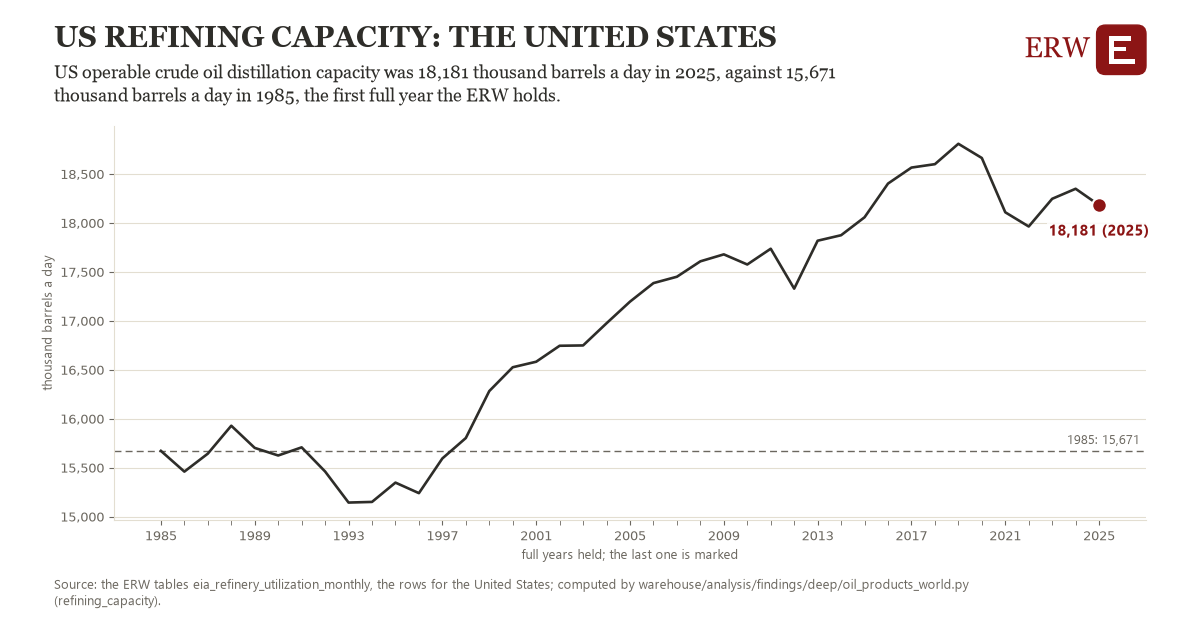 US REFINING CAPACITY: THE UNITED STATES
US operable crude oil distillation capacity was 18,181 thousand barrels a day in 2025, against 15,671
thousand barrels a day in 1985, the first full year the ERW holds.
ERW E
18,500
18,000
17,500
17,000
16,500
16,000
15,500
15,000
thousand barrels a day
18,181 (2025)
1985: 15,671
1985 1989 1993 1997 2001 2005 2009 2013 2017 2021 2025
full years held; the last one is marked
Source: the ERW tables eia_refinery_utilization_monthly, the rows for the United States; computed by warehouse/analysis/findings/deep/oil_products_world.py
(refining_capacity).